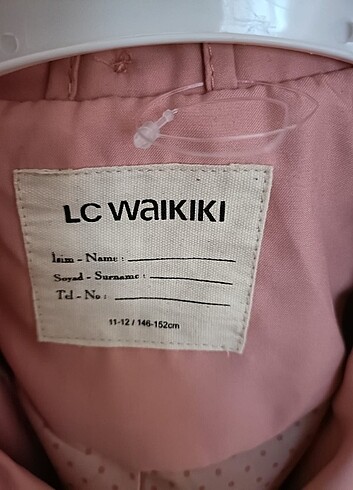 LC WAIKIKI
İsim - Name :
Soyad - Surname :
Tel - No :
11-12 / 146-152cm